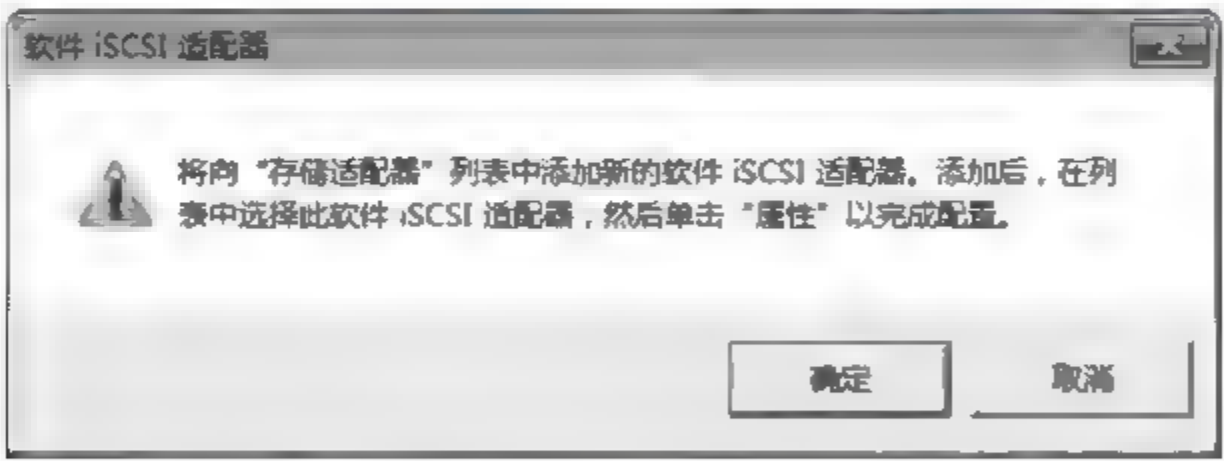 软件 iSCSI 适配器
将向“存储适配器”列表中添加新的软件 iSCSI 适配器。添加后，在列
表中选择此软件 iSCSI 适配器，然后单击“属性”以完成配置。
确定
取消